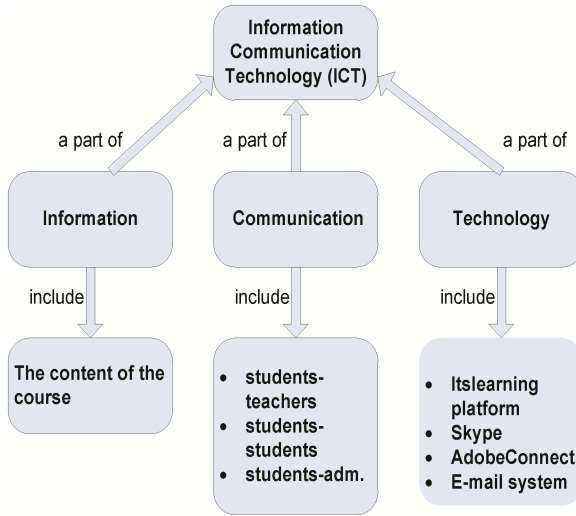 Information
Communication
Technology (ICT)
a part of
a part of
a part of
Information
Communication
Technology
include
include
include
The content of the
course
• students-
teachers
• students-
students
• students-adm.
• Itslearning
platform
• Skype
• AdobeConnect
• E-mail system